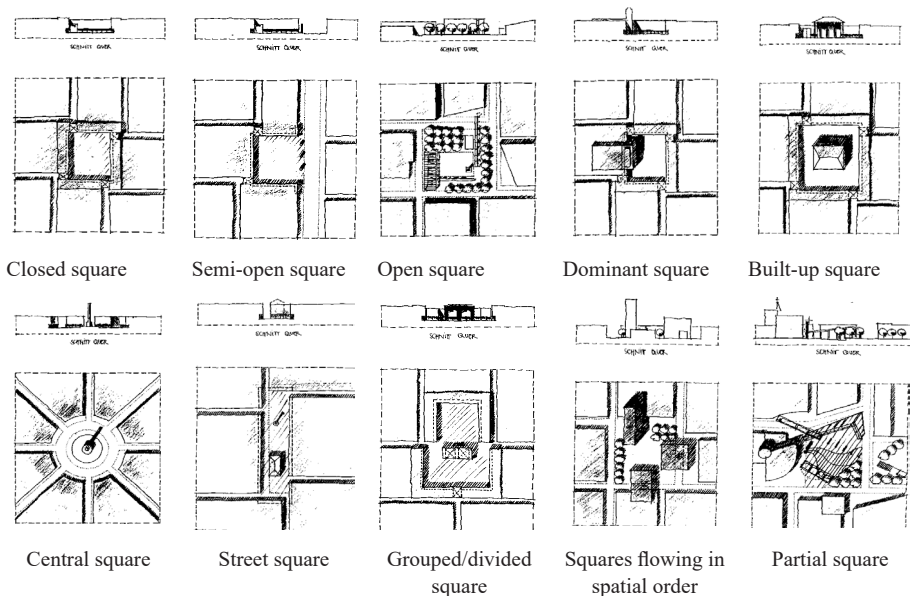 SCHNITT QUER
SCHNITT QUER
SCHNITT QUER
SCHNITT QUER
SCHNITT QUER
Closed square
Semi-open square
Open square
Dominant square
Built-up square
SCHNITT QUER
SCHNITT QUER
SCHNITT QUER
SCHNITT QUER
SCHNITT QUER
Central square
Street square
Grouped/divided
square
Squares flowing in
spatial order
Partial square